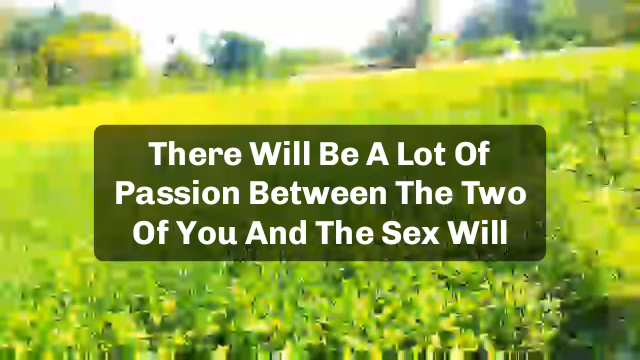 There Will Be A Lot Of
Passion Between The Two
Of You And The Sex Will